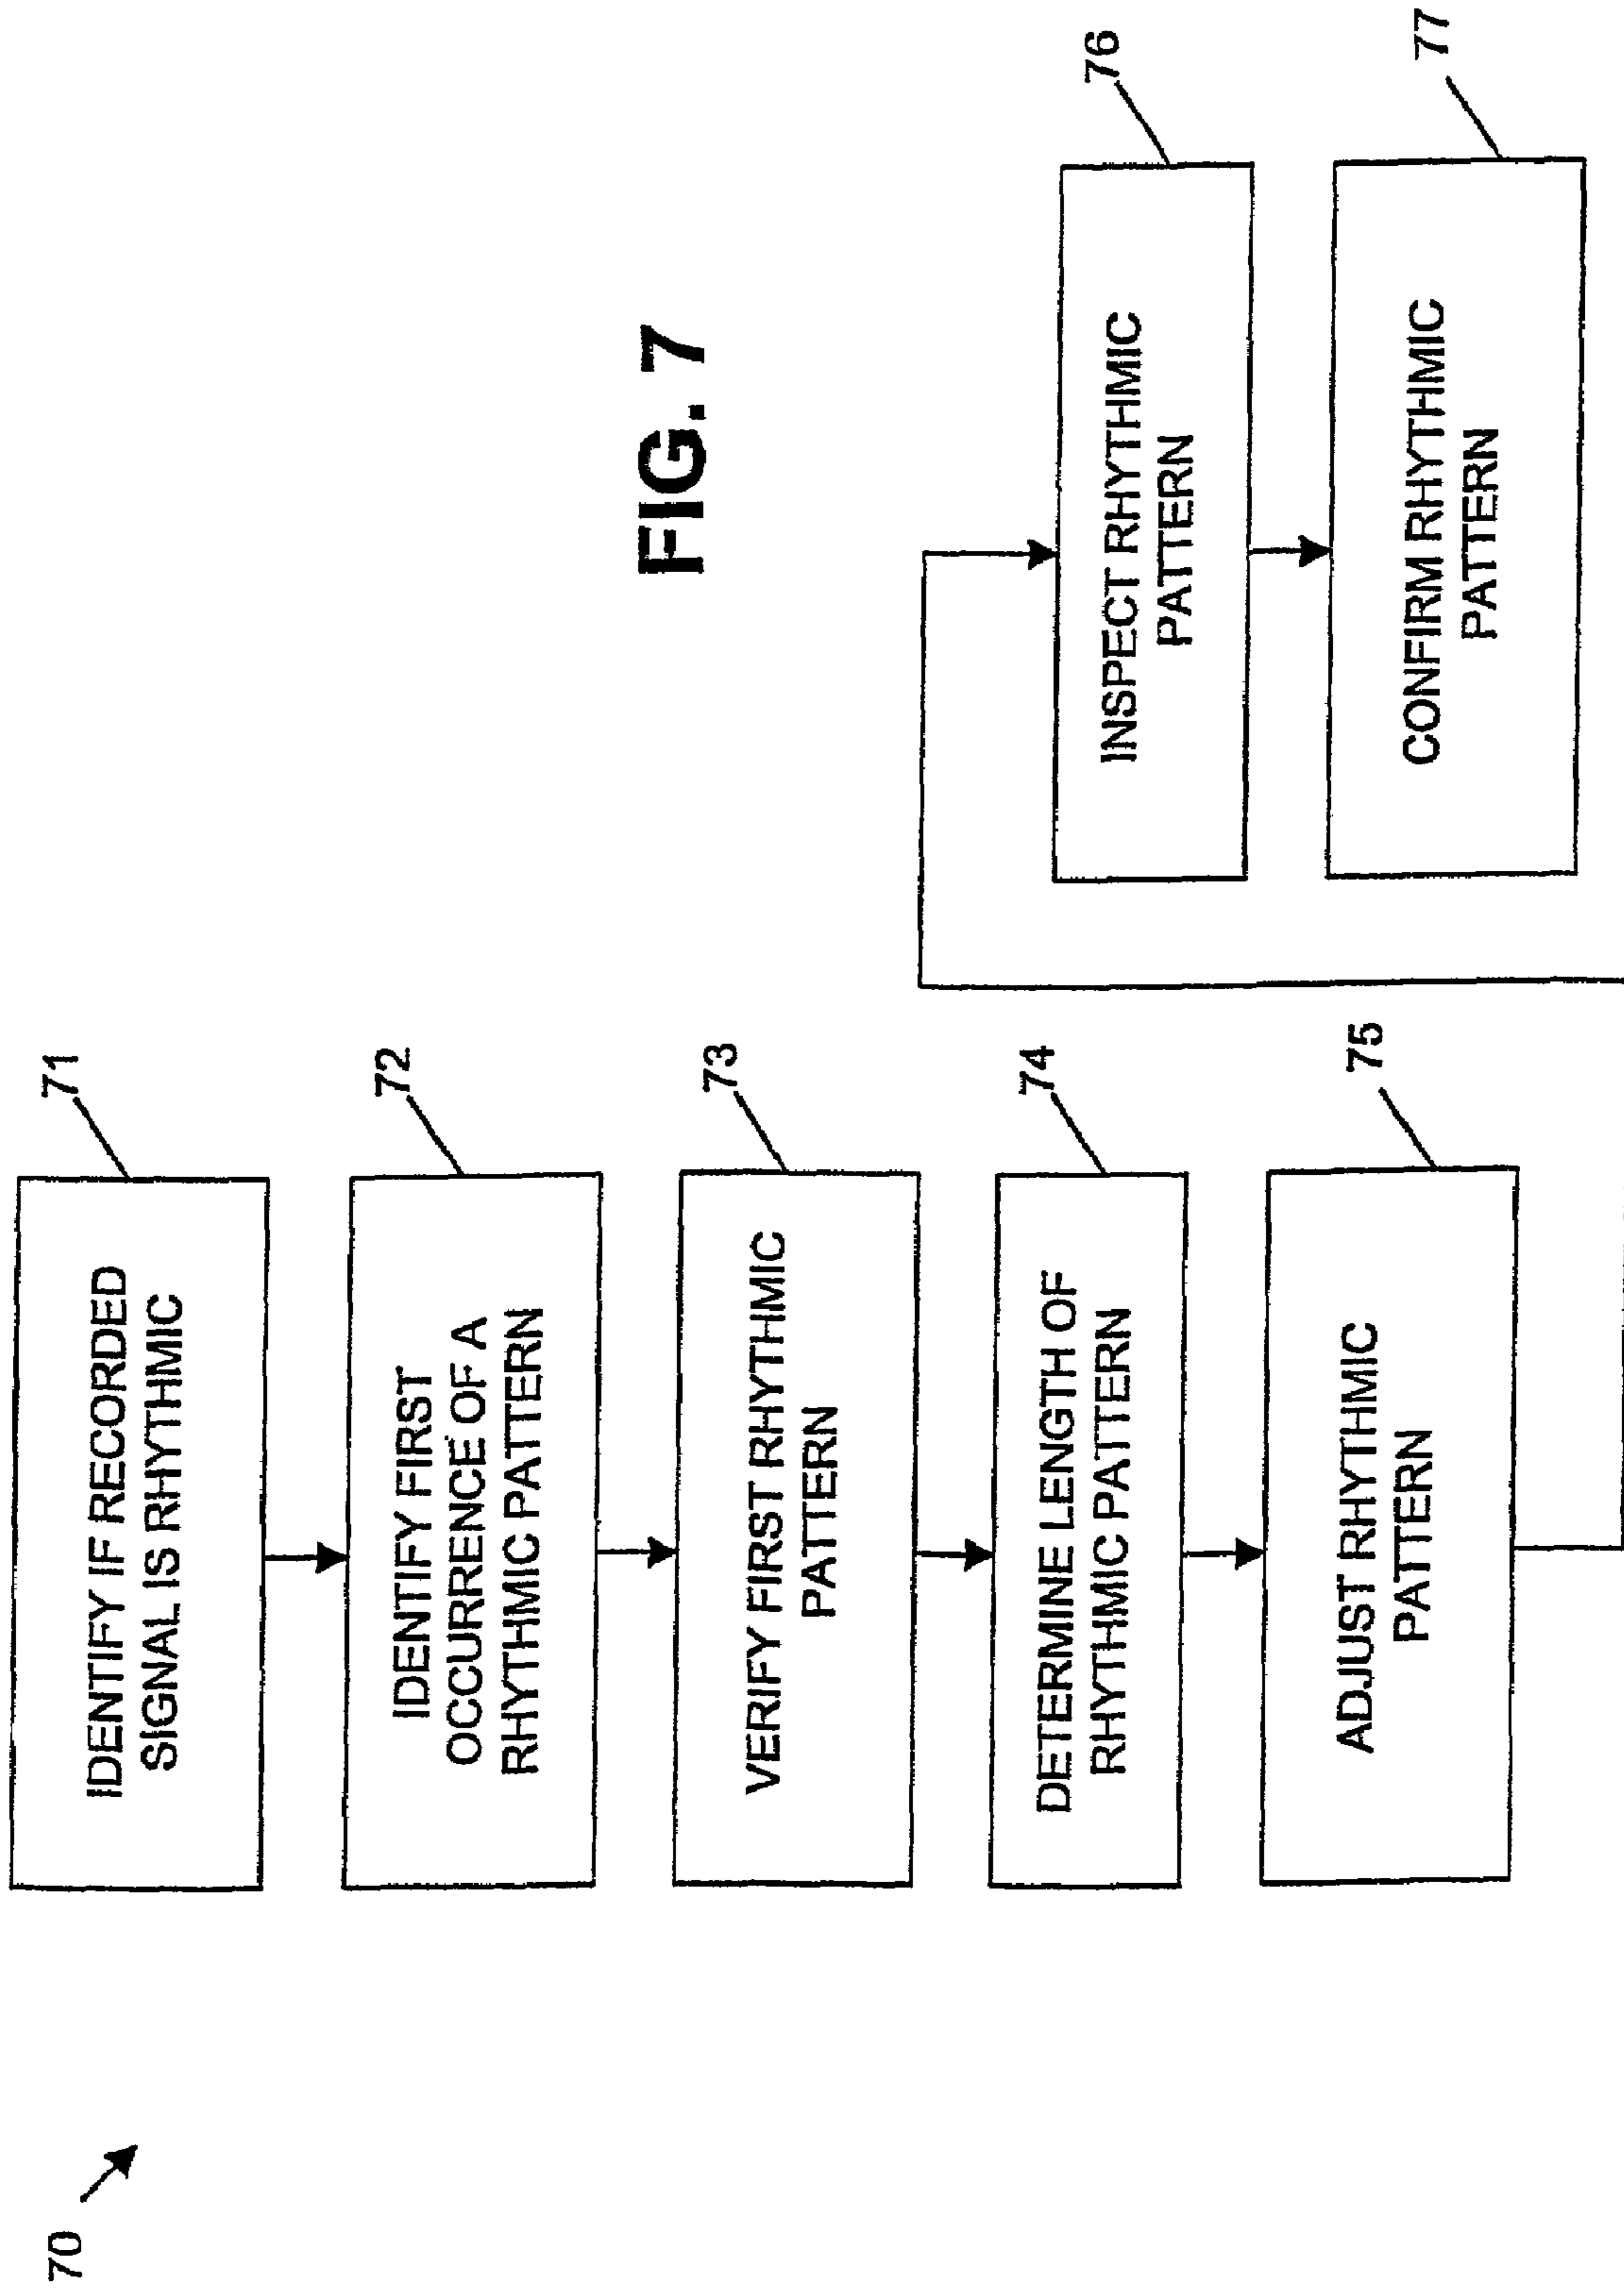 70
71
IDENTIFY IF RECORDED
SIGNAL IS RHYTHMIC
72
IDENTIFY FIRST
OCCURRENCE OF A
RHYTHMIC PATTERN
73
VERIFY FIRST RHYTHMIC
PATTERN
74
DETERMINE LENGTH OF
RHYTHMIC PATTERN
75
ADJUST RHYTHMIC
PATTERN
FIG. 7
76
INSPECT RHYTHMIC
PATTERN
77
CONFIRM RHYTHMIC
PATTERN